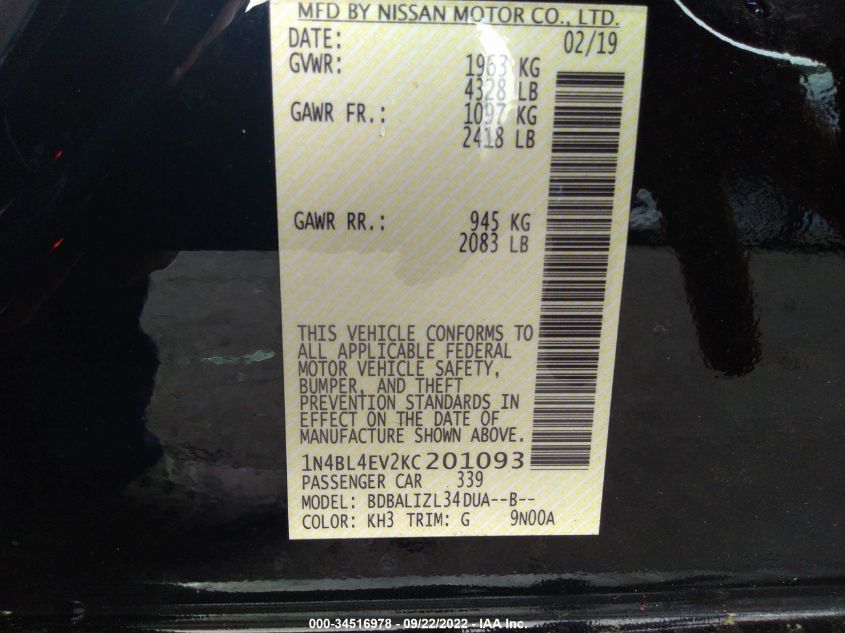 MFD BY NISSAN MOTOR CO., LTD.
DATE: 02/19
GVWR: 1963 KG
4328 LB
GAWR FR.: 1097 KG
2418 LB
GAWR RR.: 945 KG
2083 LB
THIS VEHICLE CONFORMS TO
ALL APPLICABLE FEDERAL
MOTOR VEHICLE SAFETY,
BUMPER, AND THEFT
PREVENTION STANDARDS IN
EFFECT ON THE DATE OF
MANUFACTURE SHOWN ABOVE.
1N4BL4EV2KC201093
PASSENGER CAR 339
MODEL: BDBALIZL34DUA--B--
COLOR: KH3 TRIM: G 9N00A
000-34516978 - 09/22/2022 - IAA Inc.